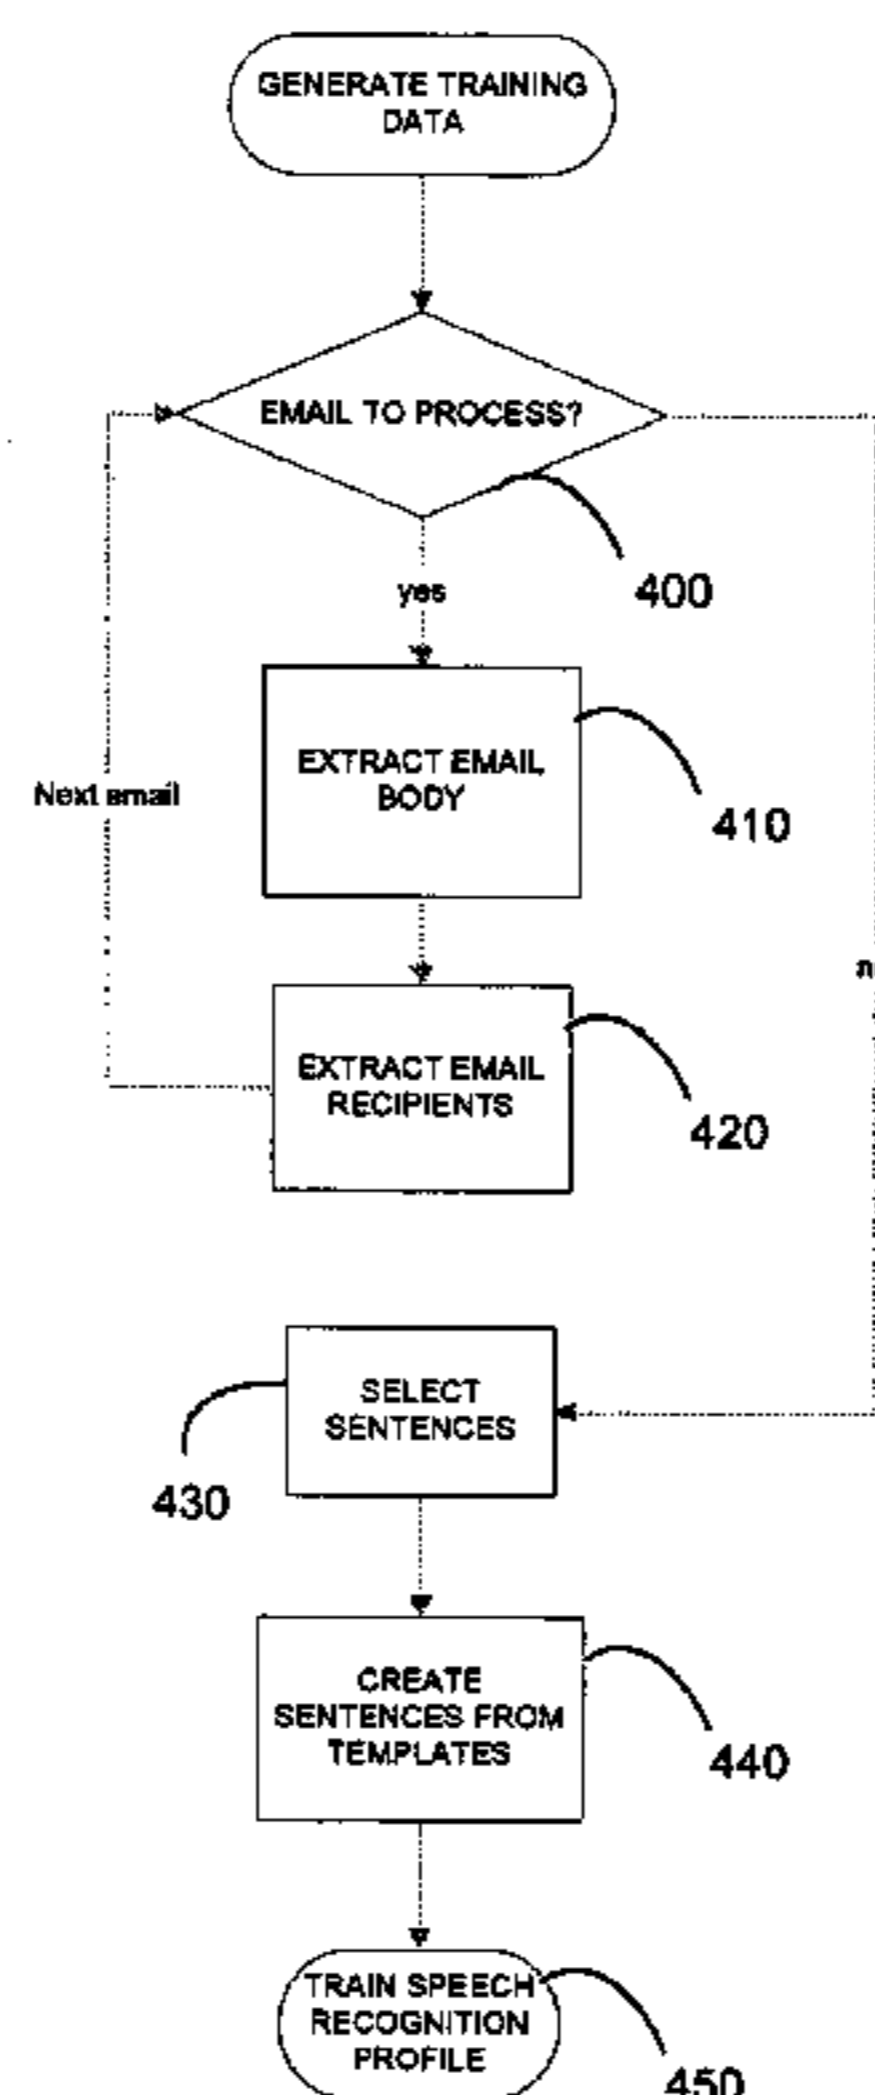 GENERATE TRAINING
DATA
EMAIL TO PROCESS?
400
yes
EXTRACT EMAIL
BODY
410
Next email
EXTRACT EMAIL
RECIPIENTS
420
SELECT
SENTENCES
430
CREATE
SENTENCES FROM
TEMPLATES
440
TRAIN SPEECH
RECOGNITION
PROFILE
450